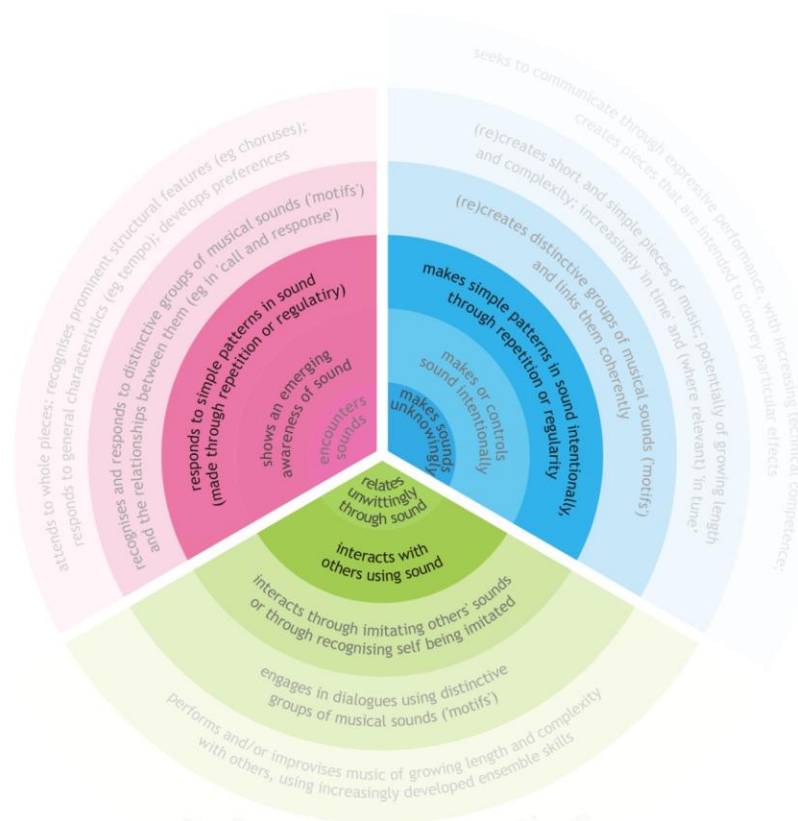 encounters
sounds
shows an emerging
awareness of sound
responds to simple patterns in sound
(made through repetition or regulatiry)
recognises and responds to distinctive groups of musical sounds ('motifs')
and the relationships between them (eg in 'call and response')
attends to whole pieces: recognises prominent structural features (eg choruses);
responds to general characteristics (eg tempo); develops preferences
makes sounds
unknowingly
makes or controls
sound intentionally
makes simple patterns in sound intentionally,
through repetition or regularity
(re)creates distinctive groups of musical sounds ('motifs')
and links them coherently
(re)creates short and simple pieces of music; potentially of growing length
and complexity; increasingly 'in time' and (where relevant) 'in tune'
seeks to communicate through expressive performance, with increasing technical competence;
creates pieces that are intended to convey particular effects
relates
unwittingly
through sound
interacts with
others using sound
interacts through imitating others' sounds
or through recognising self being imitated
engages in dialogues using distinctive
groups of musical sounds ('motifs')
performs and/or improvises music of growing length and complexity
with others, using increasingly developed ensemble skills